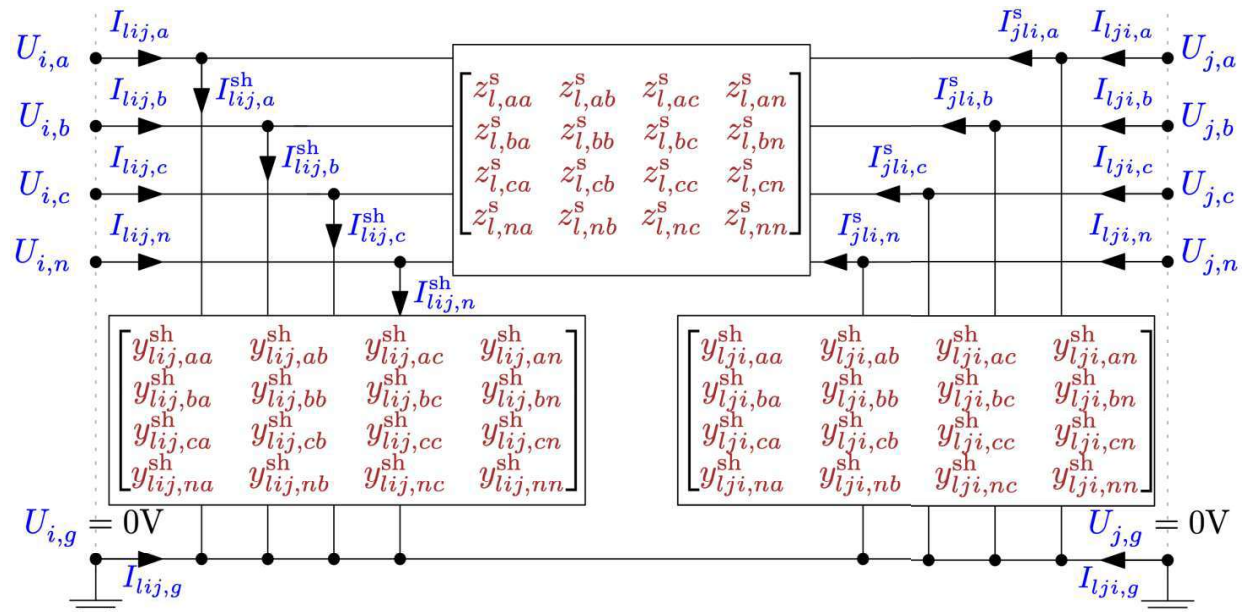 I_{lij,a} I^s_{jli,a} I_{lji,a}
U_{i,a} U_{j,a}
I_{lij,b} I^{sh}_{lij,a} I^s_{jli,b} I_{lji,b}
U_{i,b} U_{j,b}
I_{lij,c} I^{sh}_{lij,b} I^s_{jli,c} I_{lji,c}
U_{i,c} U_{j,c}
I_{lij,n} I^{sh}_{lij,c} I^s_{jli,n} I_{lji,n}
U_{i,n} U_{j,n}
I^{sh}_{lij,n}
z^s_{l,aa} z^s_{l,ab} z^s_{l,ac} z^s_{l,an}
z^s_{l,ba} z^s_{l,bb} z^s_{l,bc} z^s_{l,bn}
z^s_{l,ca} z^s_{l,cb} z^s_{l,cc} z^s_{l,cn}
z^s_{l,na} z^s_{l,nb} z^s_{l,nc} z^s_{l,nn}
y^{sh}_{lij,aa} y^{sh}_{lij,ab} y^{sh}_{lij,ac} y^{sh}_{lij,an}
y^{sh}_{lij,ba} y^{sh}_{lij,bb} y^{sh}_{lij,bc} y^{sh}_{lij,bn}
y^{sh}_{lij,ca} y^{sh}_{lij,cb} y^{sh}_{lij,cc} y^{sh}_{lij,cn}
y^{sh}_{lij,na} y^{sh}_{lij,nb} y^{sh}_{lij,nc} y^{sh}_{lij,nn}
y^{sh}_{lji,aa} y^{sh}_{lji,ab} y^{sh}_{lji,ac} y^{sh}_{lji,an}
y^{sh}_{lji,ba} y^{sh}_{lji,bb} y^{sh}_{lji,bc} y^{sh}_{lji,bn}
y^{sh}_{lji,ca} y^{sh}_{lji,cb} y^{sh}_{lji,cc} y^{sh}_{lji,cn}
y^{sh}_{lji,na} y^{sh}_{lji,nb} y^{sh}_{lji,nc} y^{sh}_{lji,nn}
U_{i,g} = 0V U_{j,g} = 0V
I_{lij,g} I_{lji,g}